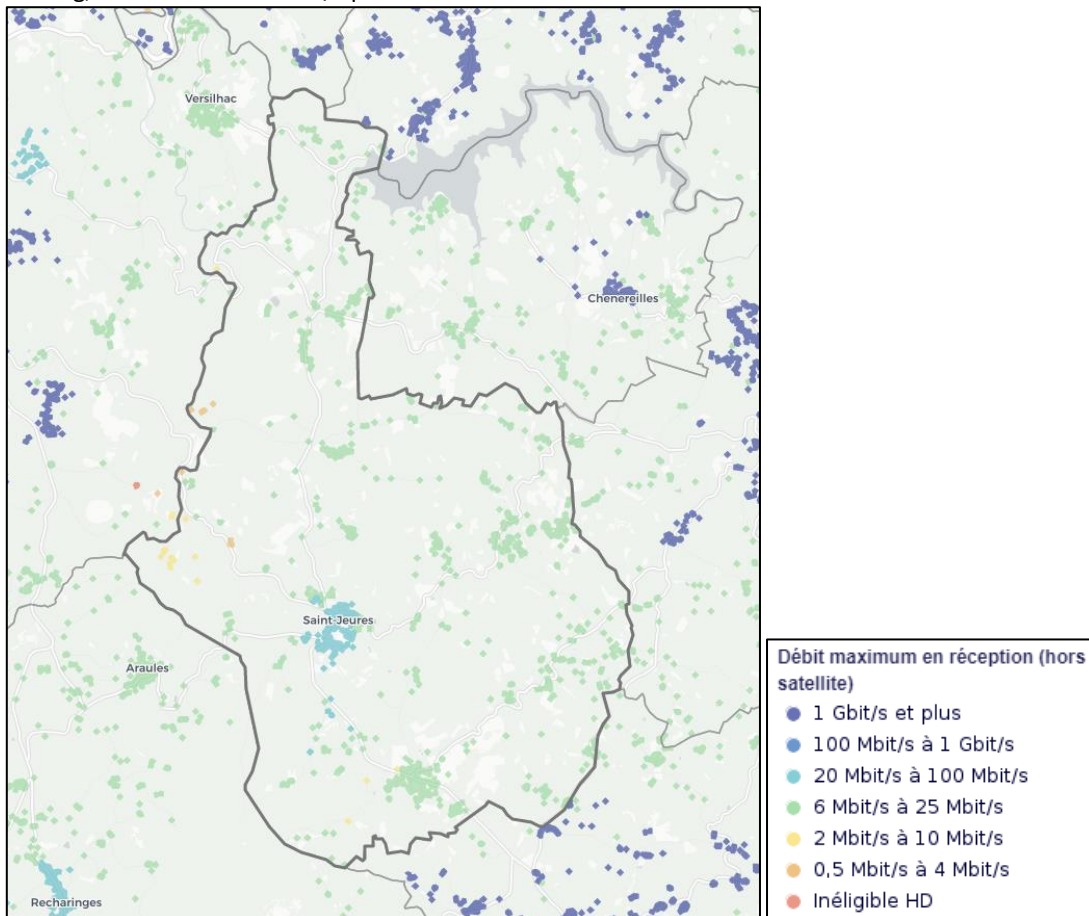 Versilhac
Chenereilles
Saint-Jeures
Araules
Recharinges
Débit maximum en réception (hors
satellite)
1 Gbit/s et plus
100 Mbit/s à 1 Gbit/s
20 Mbit/s à 100 Mbit/s
6 Mbit/s à 25 Mbit/s
2 Mbit/s à 10 Mbit/s
0,5 Mbit/s à 4 Mbit/s
Inéligible HD